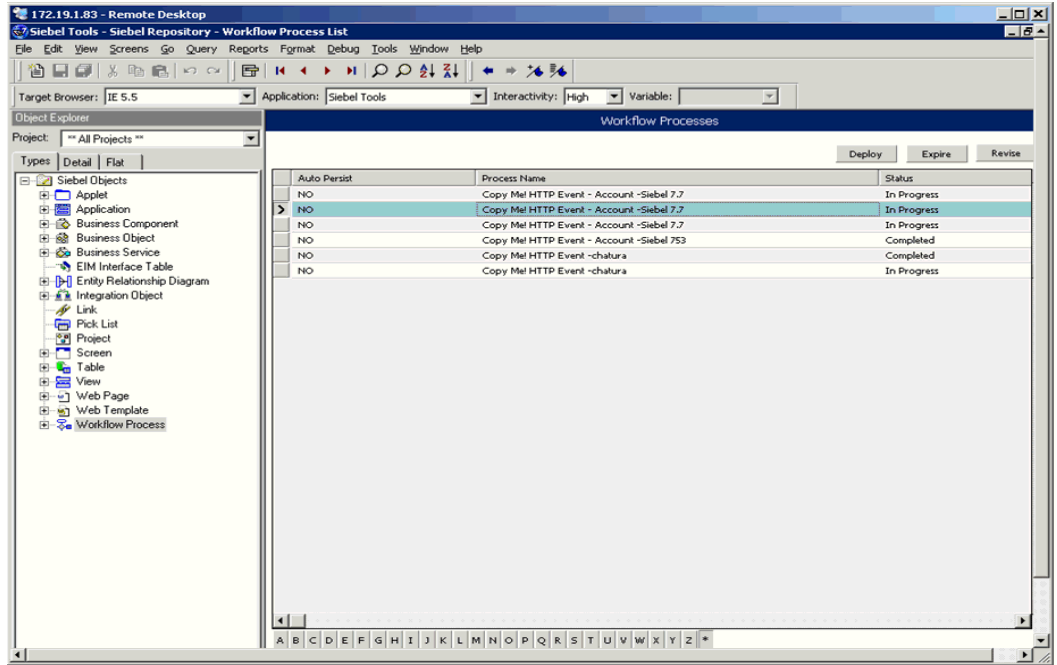 172.19.1.83 - Remote Desktop
Siebel Tools - Siebel Repository - Workflow Process List
File Edit View Screens Go Query Reports Format Debug Tools Window Help
Target Browser: IE 5.5 Application: Siebel Tools Interactivity: High Variable:
Object Explorer
Workflow Processes
Project: ** All Projects **
Deploy Expire Revise
Types Detail Flat
Siebel Objects
Applet
Application
Business Component
Business Object
Business Service
EIM Interface Table
Entity Relationship Diagram
Integration Object
Link
Pick List
Project
Screen
Table
View
Web Page
Web Template
Workflow Process
Auto Persist Process Name Status
NO Copy Me! HTTP Event - Account -Siebel 7.7 In Progress
NO Copy Me! HTTP Event - Account -Siebel 7.7 In Progress
NO Copy Me! HTTP Event - Account -Siebel 7.7 In Progress
NO Copy Me! HTTP Event - Account -Siebel 753 Completed
NO Copy Me! HTTP Event -chatura Completed
NO Copy Me! HTTP Event -chatura In Progress
A B C D E F G H I J K L M N O P Q R S T U V W X Y Z *